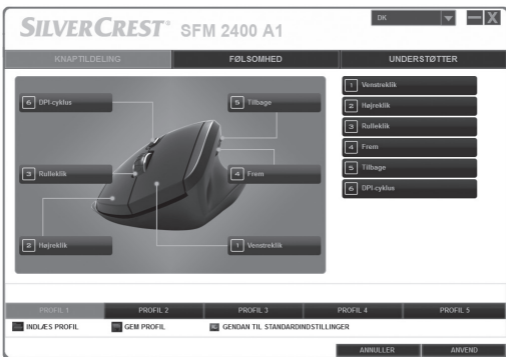 SILVERCREST® SFM 2400 A1
DK
X
KNAPTILDELING FØLSOMHED UNDERSTØTTER
6 DPI-cyklus
5 Tilbage
3 Rulleklik
4 Frem
2 Højreklik
1 Venstreklik
1 Venstreklik
2 Højreklik
3 Rulleklik
4 Frem
5 Tilbage
6 DPI-cyklus
PROFIL 1 PROFIL 2 PROFIL 3 PROFIL 4 PROFIL 5
INDLÆS PROFIL GEM PROFIL GENDAN TIL STANDARDINDSTILLINGER
ANNULLER ANVEND